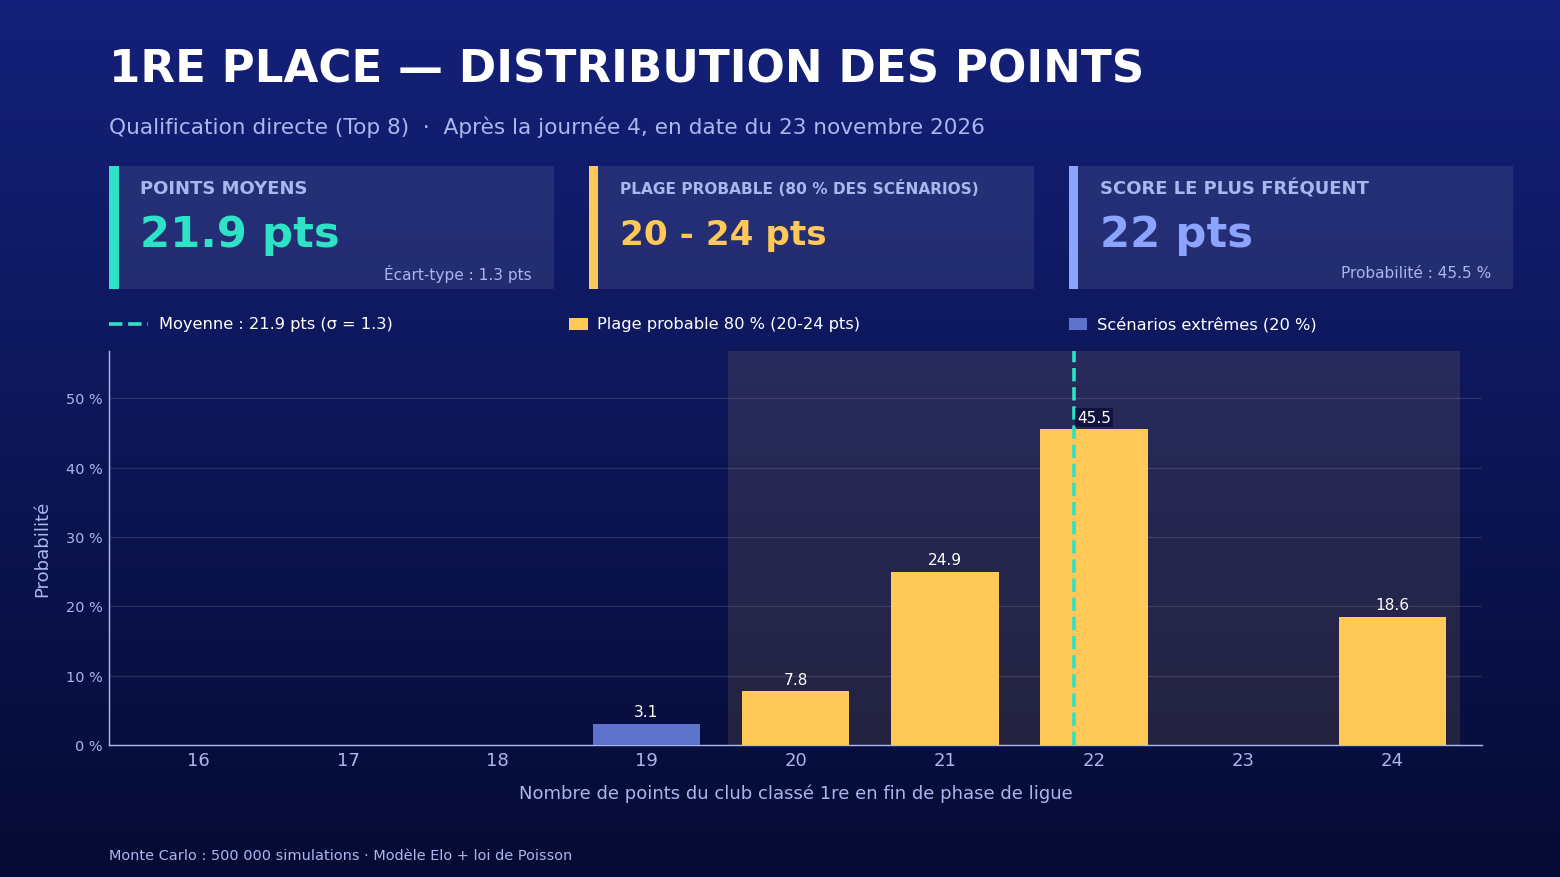 1RE PLACE — DISTRIBUTION DES POINTS
Qualification directe (Top 8)  ·  Après la journée 4, en date du 23 novembre 2026
POINTS MOYENS
21.9 pts
Écart-type : 1.3 pts
PLAGE PROBABLE (80 % DES SCÉNARIOS)
20 - 24 pts
SCORE LE PLUS FRÉQUENT
22 pts
Probabilité : 45.5 %
Moyenne : 21.9 pts (σ = 1.3)
Plage probable 80 % (20-24 pts)
Scénarios extrêmes (20 %)
Probabilité
50 %
40 %
30 %
20 %
10 %
0 %
3.1
7.8
24.9
45.5
18.6
16 17 18 19 20 21 22 23 24
Nombre de points du club classé 1re en fin de phase de ligue
Monte Carlo : 500 000 simulations · Modèle Elo + loi de Poisson